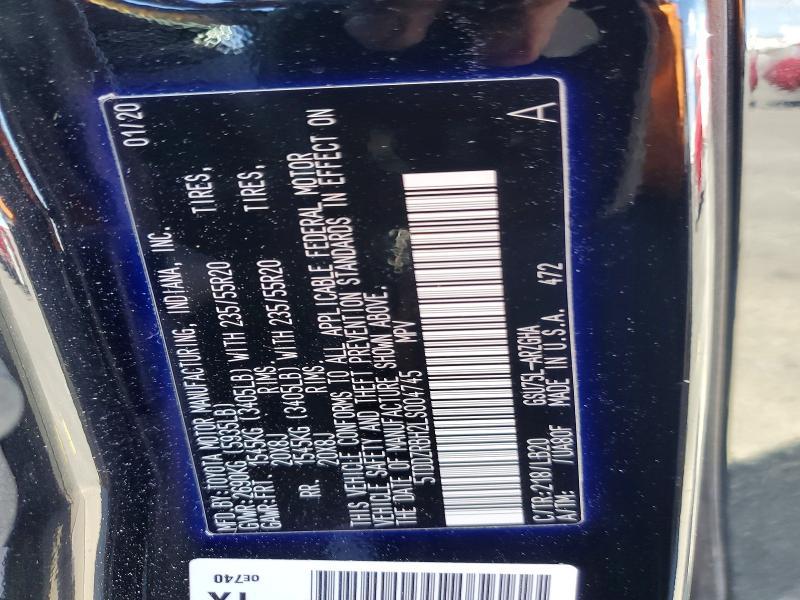 MFD.BY:TOYOTA MOTOR MANUFACTURING, INDIANA, INC. 01/20
GVWR:2690KG (5935LB)
GAWR:FRT. 1545KG (3405LB) WITH 235/55R20 TIRES,
20X8J RIMS
RR. 1545KG (3405LB) WITH 235/55R20 TIRES,
20X8J RIMS
THIS VEHICLE CONFORMS TO ALL APPLICABLE FEDERAL MOTOR
VEHICLE SAFETY AND THEFT PREVENTION STANDARDS IN EFFECT ON
THE DATE OF MANUFACTURE SHOWN ABOVE.
5TDDZRBH2LS004745 MPV
A
C/TR:218/LB20 GSU75L-ARZGHA
A/TM: /UA80F MADE IN U.S.A. 472
TX
OE740